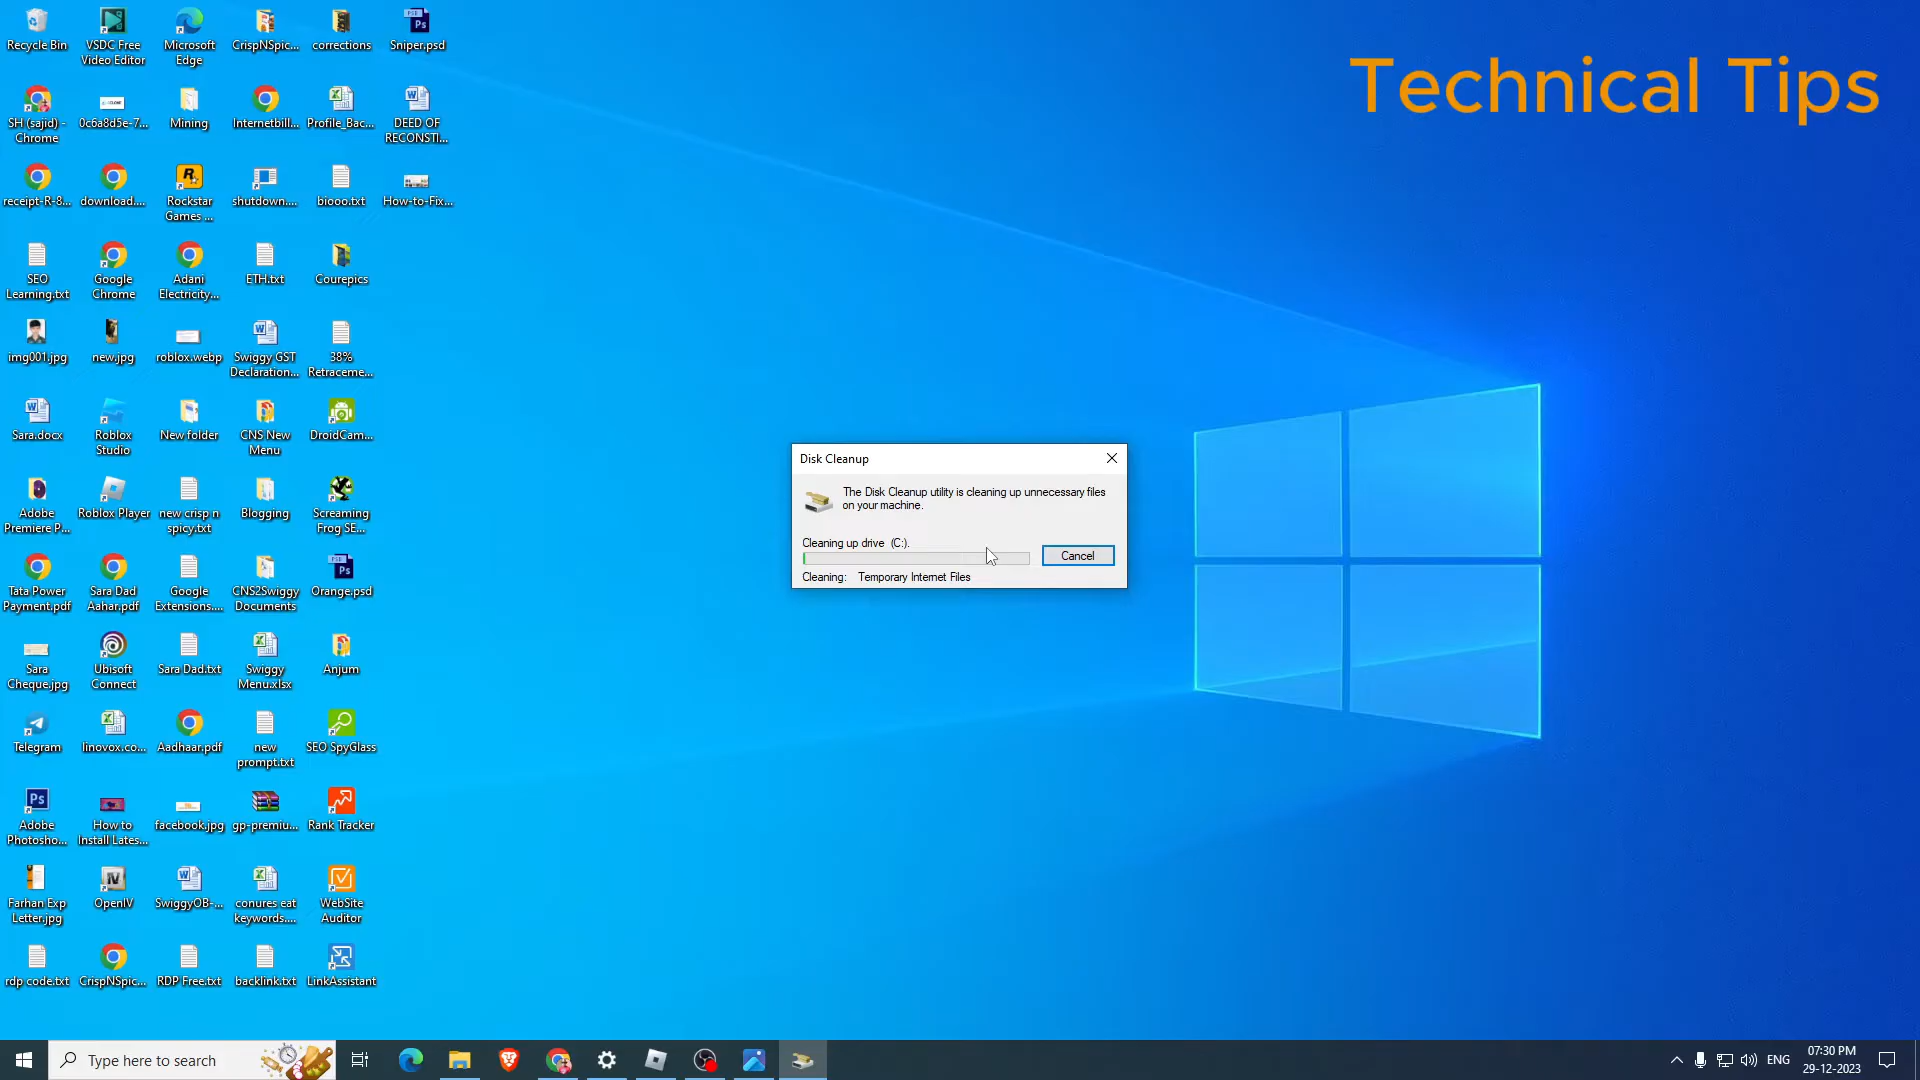 Technical Tips
Recycle Bin
VSDC Free
Video Editor
Microsoft
Edge
CrispNSpic...
corrections
Sniper.psd
SH (sajid) -
Chrome
0c6a8d5e-7...
Mining
Internetbill...
Profile_Bac...
DEED OF
RECONSTI...
receipt-R-8...
download....
Rockstar
Games ...
shutdown....
biooo.txt
How-to-Fix...
SEO
Learning.txt
Google
Chrome
Adani
Electricity...
ETH.txt
Courepics
img001.jpg
new.jpg
roblox.webp
Swiggy GST
Declaration...
38%
Retraceme...
Sara.docx
Roblox
Studio
New folder
CNS New
Menu
DroidCam...
Adobe
Premiere P...
Roblox Player
new crisp n
spicy.txt
Blogging
Screaming
Frog SE...
Tata Power
Payment.pdf
Sara Dad
Aahar.pdf
Google
Extensions....
CNS2Swiggy
Documents
Orange.psd
Sara
Cheque.jpg
Ubisoft
Connect
Sara Dad.txt
Swiggy
Menu.xlsx
Anjum
Telegram
linovox.co...
Aadhaar.pdf
new
prompt.txt
SEO SpyGlass
Adobe
Photosho...
How to
Install Lates...
facebook.jpg
gp-premiu...
Rank Tracker
Farhan Exp
Letter.jpg
OpenIV
SwiggyOB-...
conures eat
keywords....
WebSite
Auditor
rdp code.txt
CrispNSpic...
RDP Free.txt
backlink.txt
LinkAssistant
Disk Cleanup
The Disk Cleanup utility is cleaning up unnecessary files
on your machine.
Cleaning up drive (C:).
Cancel
Cleaning: Temporary Internet Files
Type here to search
ENG
07:30 PM
29-12-2023